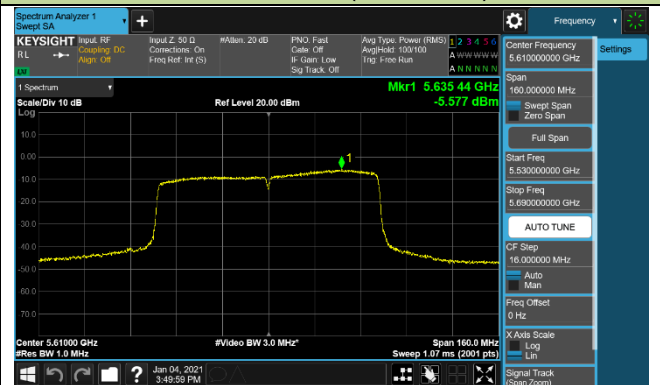 Spectrum Analyzer 1
Swept SA
Frequency
KEYSIGHT
RL
Input: RF
Coupling: DC
Align: Off
Input Z: 50 Ω
Corrections: On
Freq Ref: Int (S)
#Atten: 20 dB
PNO: Fast
Gate: Off
IF Gain: Low
Sig Track: Off
Avg Type: Power (RMS)
Avg|Hold: 100/100
Trig: Free Run
1 2 3 4 5 6
A W W W W W
A N N N N N
LXI
1 Spectrum
Scale/Div 10 dB
Log
Ref Level 20.00 dBm
Mkr1 5.635 44 GHz
-5.577 dBm
1
10.0
0.00
-10.0
-20.0
-30.0
-40.0
-50.0
-60.0
-70.0
Center 5.61000 GHz
#Res BW 1.0 MHz
#Video BW 3.0 MHz*
Span 160.0 MHz
Sweep 1.07 ms (2001 pts)
Center Frequency
5.610000000 GHz
Settings
Span
160.000000 MHz
Swept Span
Zero Span
Full Span
Start Freq
5.530000000 GHz
Stop Freq
5.690000000 GHz
AUTO TUNE
CF Step
16.000000 MHz
Auto
Man
Freq Offset
0 Hz
X Axis Scale
Log
Lin
Signal Track
(Span Zoom)
?
Jan 04, 2021
3:49:59 PM